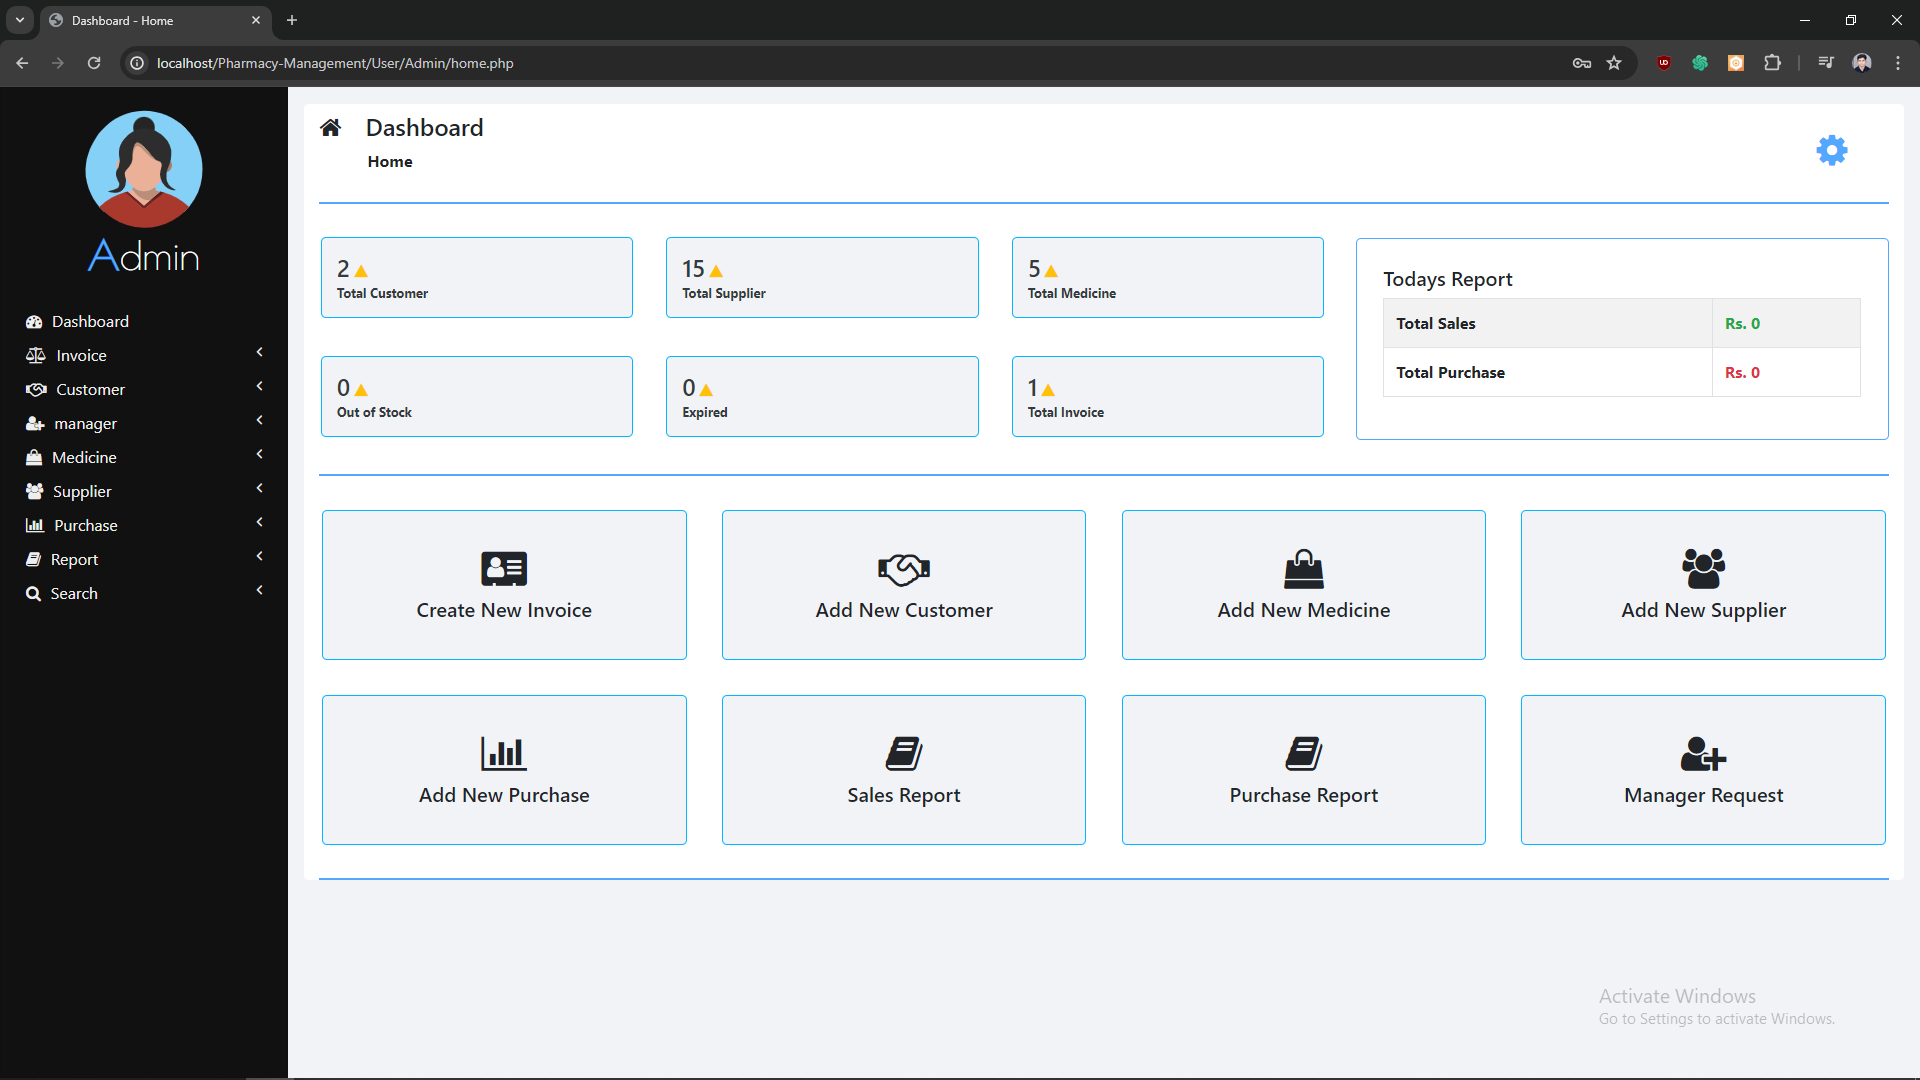 Dashboard - Home
localhost/Pharmacy-Management/User/Admin/home.php
Admin
Dashboard
Invoice
Customer
manager
Medicine
Supplier
Purchase
Report
Search
Dashboard
Home
2
Total Customer
15
Total Supplier
5
Total Medicine
0
Out of Stock
0
Expired
1
Total Invoice
Todays Report
Total Sales Rs. 0
Total Purchase Rs. 0
Create New Invoice
Add New Customer
Add New Medicine
Add New Supplier
Add New Purchase
Sales Report
Purchase Report
Manager Request
Activate Windows
Go to Settings to activate Windows.